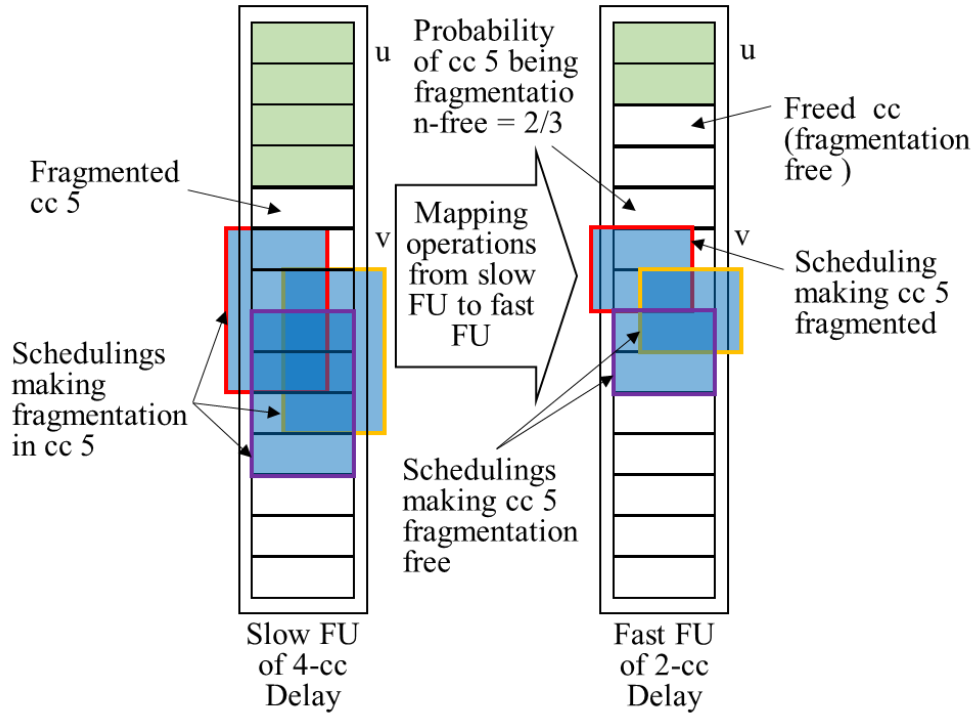 Probability
of cc 5 being
fragmentatio
n-free = 2/3
u
u
Freed cc
(fragmentation
free )
Fragmented
cc 5
Mapping
operations
from slow
FU to fast
FU
v
v
Scheduling
making cc 5
fragmented
Schedulings
making
fragmentation
in cc 5
Schedulings
making cc 5
fragmentation
free
Slow FU
of 4-cc
Delay
Fast FU
of 2-cc
Delay